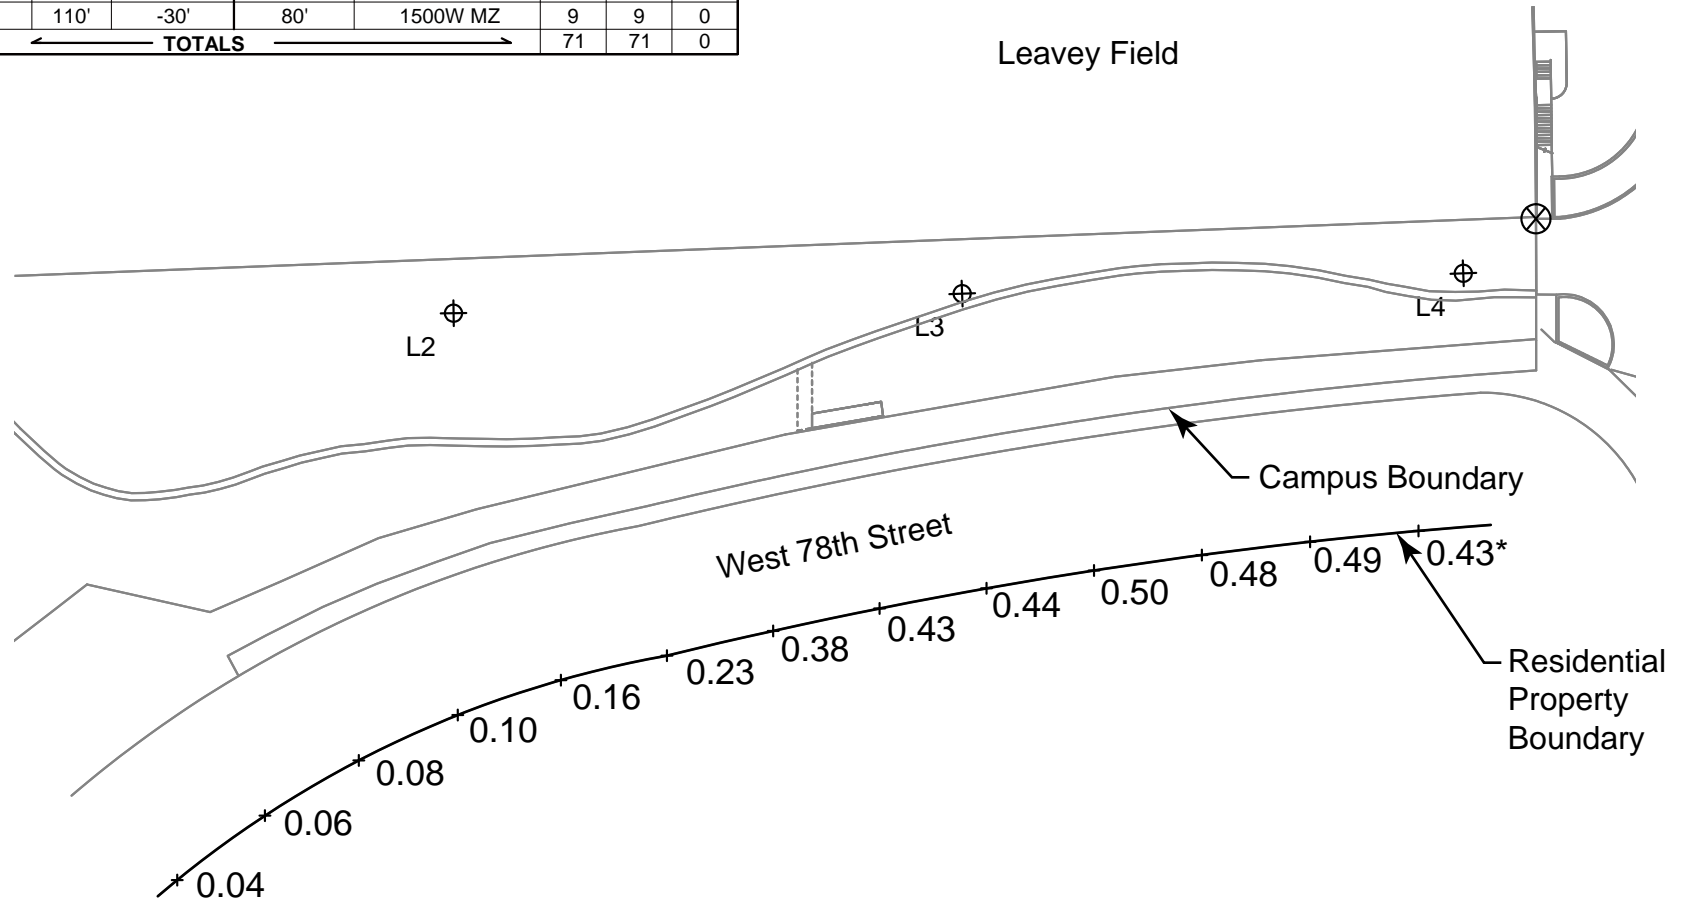 110' -30' 80' 1500W MZ 9 9 0
TOTALS 71 71 0
Leavey Field
L2
L3
L4
Campus Boundary
West 78th Street
0.43*
0.49
0.48
0.50
0.44
0.43
0.38
0.23
0.16
0.10
0.08
0.06
0.04
Residential
Property
Boundary